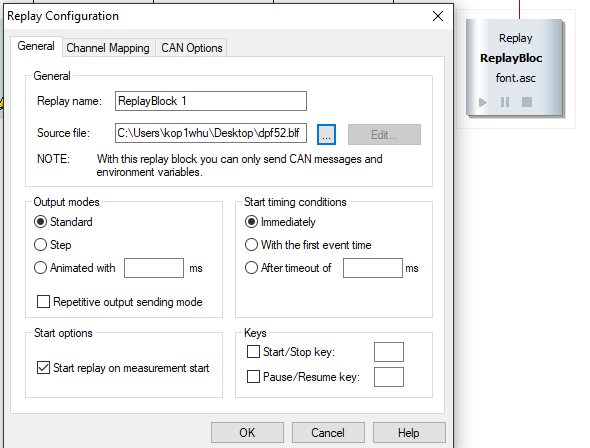 Replay Configuration
General
Channel Mapping
CAN Options
General
Replay name:
ReplayBlock 1
Source file:
C:\Users\kop1whu\Desktop\dpf52.blf
...
Edit...
NOTE:
With this replay block you can only send CAN messages and
environment variables.
Output modes
Standard
Step
Animated with
ms
Repetitive output sending mode
Start timing conditions
Immediately
With the first event time
After timeout of
ms
Start options
Start replay on measurement start
Keys
Start/Stop key:
Pause/Resume key:
OK
Cancel
Help
Replay
ReplayBloc
font.asc